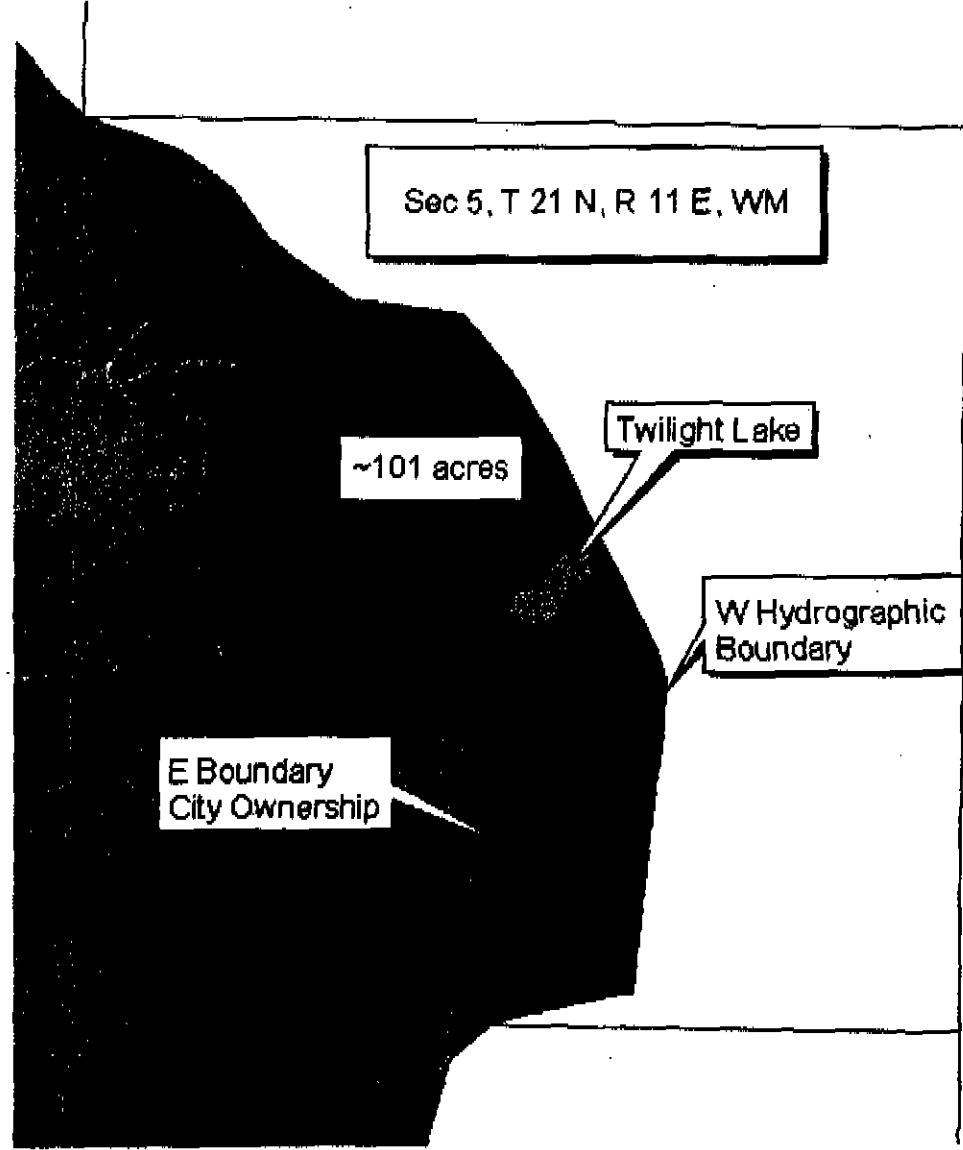 Sec 5, T 21 N, R 11 E, WM
Twilight Lake
~101 acres
W Hydrographic
Boundary
E Boundary
City Ownership